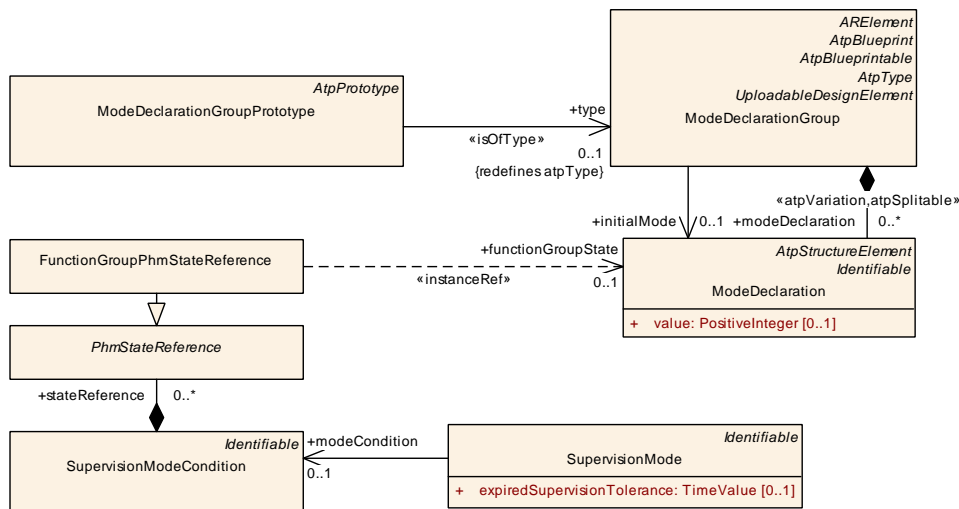 ARElement
AtpBlueprint
AtpBlueprintable
AtpType
UploadableDesignElement
ModeDeclarationGroup
AtpPrototype
ModeDeclarationGroupPrototype
+type
«isOfType»
0..1
{redefines atpType}
«atpVariation,atpSplitable»
+initialMode
0..1
+modeDeclaration
0..*
FunctionGroupPhmStateReference
+functionGroupState
«instanceRef»
0..1
AtpStructureElement
Identifiable
ModeDeclaration
+ value: PositiveInteger [0..1]
PhmStateReference
+stateReference
0..*
Identifiable
SupervisionModeCondition
+modeCondition
0..1
Identifiable
SupervisionMode
+ expiredSupervisionTolerance: TimeValue [0..1]